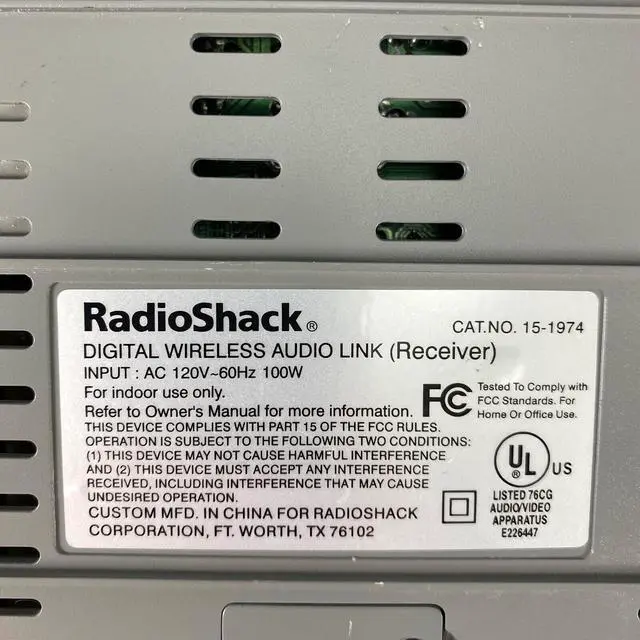 RadioShack®
CAT.NO. 15-1974
DIGITAL WIRELESS AUDIO LINK (Receiver)
INPUT : AC 120V~60Hz 100W
For indoor use only.
Refer to Owner's Manual for more information.
FC Tested To Comply with
FCC Standards. For
Home Or Office Use.
THIS DEVICE COMPLIES WITH PART 15 OF THE FCC RULES.
OPERATION IS SUBJECT TO THE FOLLOWING TWO CONDITIONS:
(1) THIS DEVICE MAY NOT CAUSE HARMFUL INTERFERENCE
AND (2) THIS DEVICE MUST ACCEPT ANY INTERFERENCE
RECEIVED, INCLUDING INTERFERENCE THAT MAY CAUSE
UNDESIRED OPERATION.
CUSTOM MFD. IN CHINA FOR RADIOSHACK
CORPORATION, FT. WORTH, TX 76102
UL US
LISTED 76CG
AUDIO/VIDEO
APPARATUS
E226447